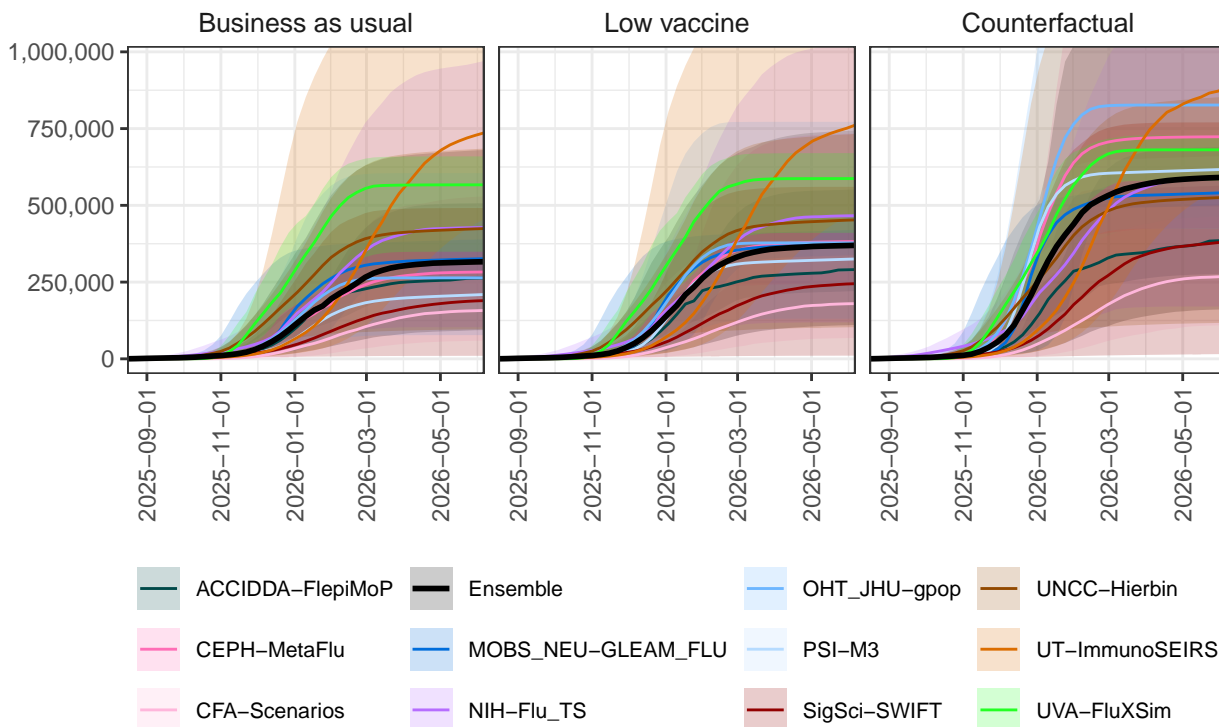 Business as usual
Low vaccine
Counterfactual
1,000,000
750,000
500,000
250,000
0
2025−09−01
2025−11−01
2026−01−01
2026−03−01
2026−05−01
2025−09−01
2025−11−01
2026−01−01
2026−03−01
2026−05−01
2025−09−01
2025−11−01
2026−01−01
2026−03−01
2026−05−01
ACCIDDA−FlepiMoP
Ensemble
OHT_JHU−gpop
UNCC−Hierbin
CEPH−MetaFlu
MOBS_NEU−GLEAM_FLU
PSI−M3
UT−ImmunoSEIRS
CFA−Scenarios
NIH−Flu_TS
SigSci−SWIFT
UVA−FluXSim